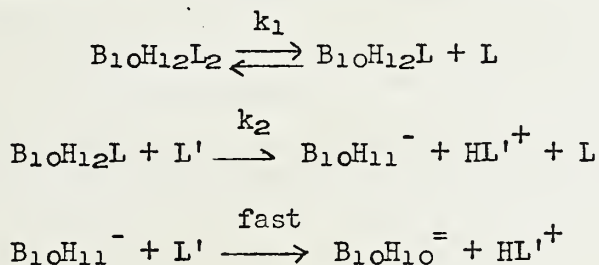 k₁
B₁₀H₁₂L₂ ⇌ B₁₀H₁₂L + L
k₂
B₁₀H₁₂L + L' → B₁₀H₁₁⁻ + HL'⁺ + L
fast
B₁₀H₁₁⁻ + L' → B₁₀H₁₀⁼ + HL'⁺